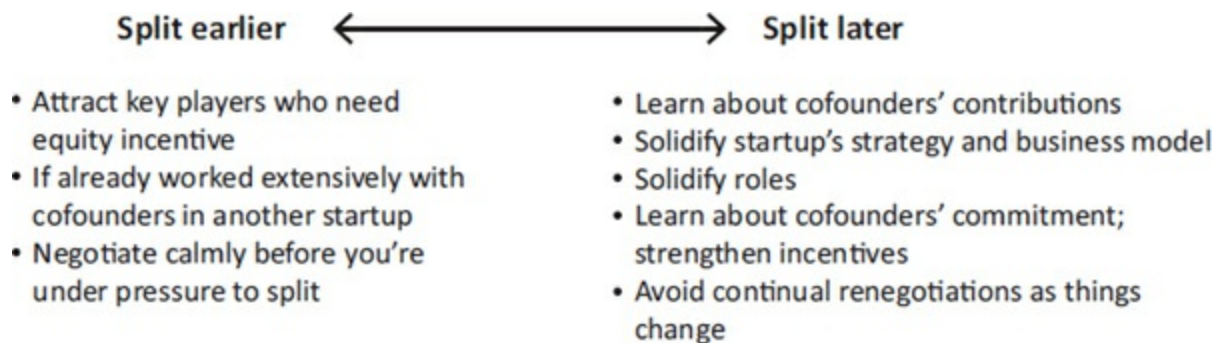 Split earlier
Split later
• Attract key players who need
equity incentive
• If already worked extensively with
cofounders in another startup
• Negotiate calmly before you’re
under pressure to split
• Learn about cofounders’ contributions
• Solidify startup’s strategy and business model
• Solidify roles
• Learn about cofounders’ commitment;
strengthen incentives
• Avoid continual renegotiations as things
change